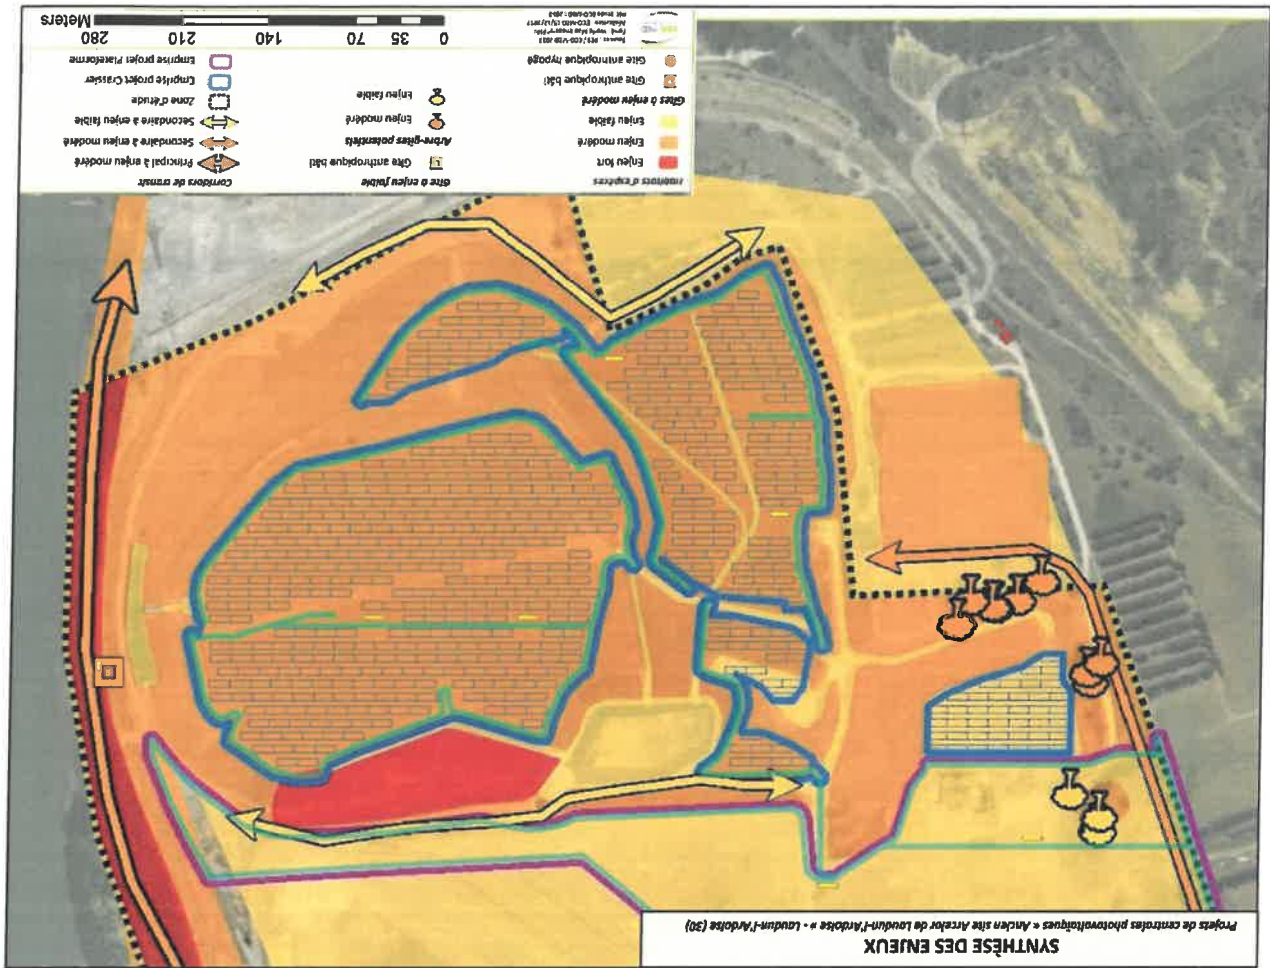 SYNTHÈSE DES ENJEUX
Projets de centrales photovoltaïques « Ancien site Arcelor de Laudun-l'Ardoise » - Laudun-l'Ardoise (30)
Habitats d'espèces
Enjeu fort
Enjeu modéré
Enjeu faible
Gîtes à enjeu modéré
Gîte anthropique bâti
Gîte anthropique hypogé
Gîte à enjeu faible
Gîte anthropique bâti
Arbre-gîtes potentiels
Enjeu modéré
Enjeu faible
Corridors de transit
Principal à enjeu modéré
Secondaire à enjeu modéré
Secondaire à enjeu faible
Zone d'étude
Emprise projet Crassier
Emprise projet Plateforme
0 35 70 140 210 280
Meters